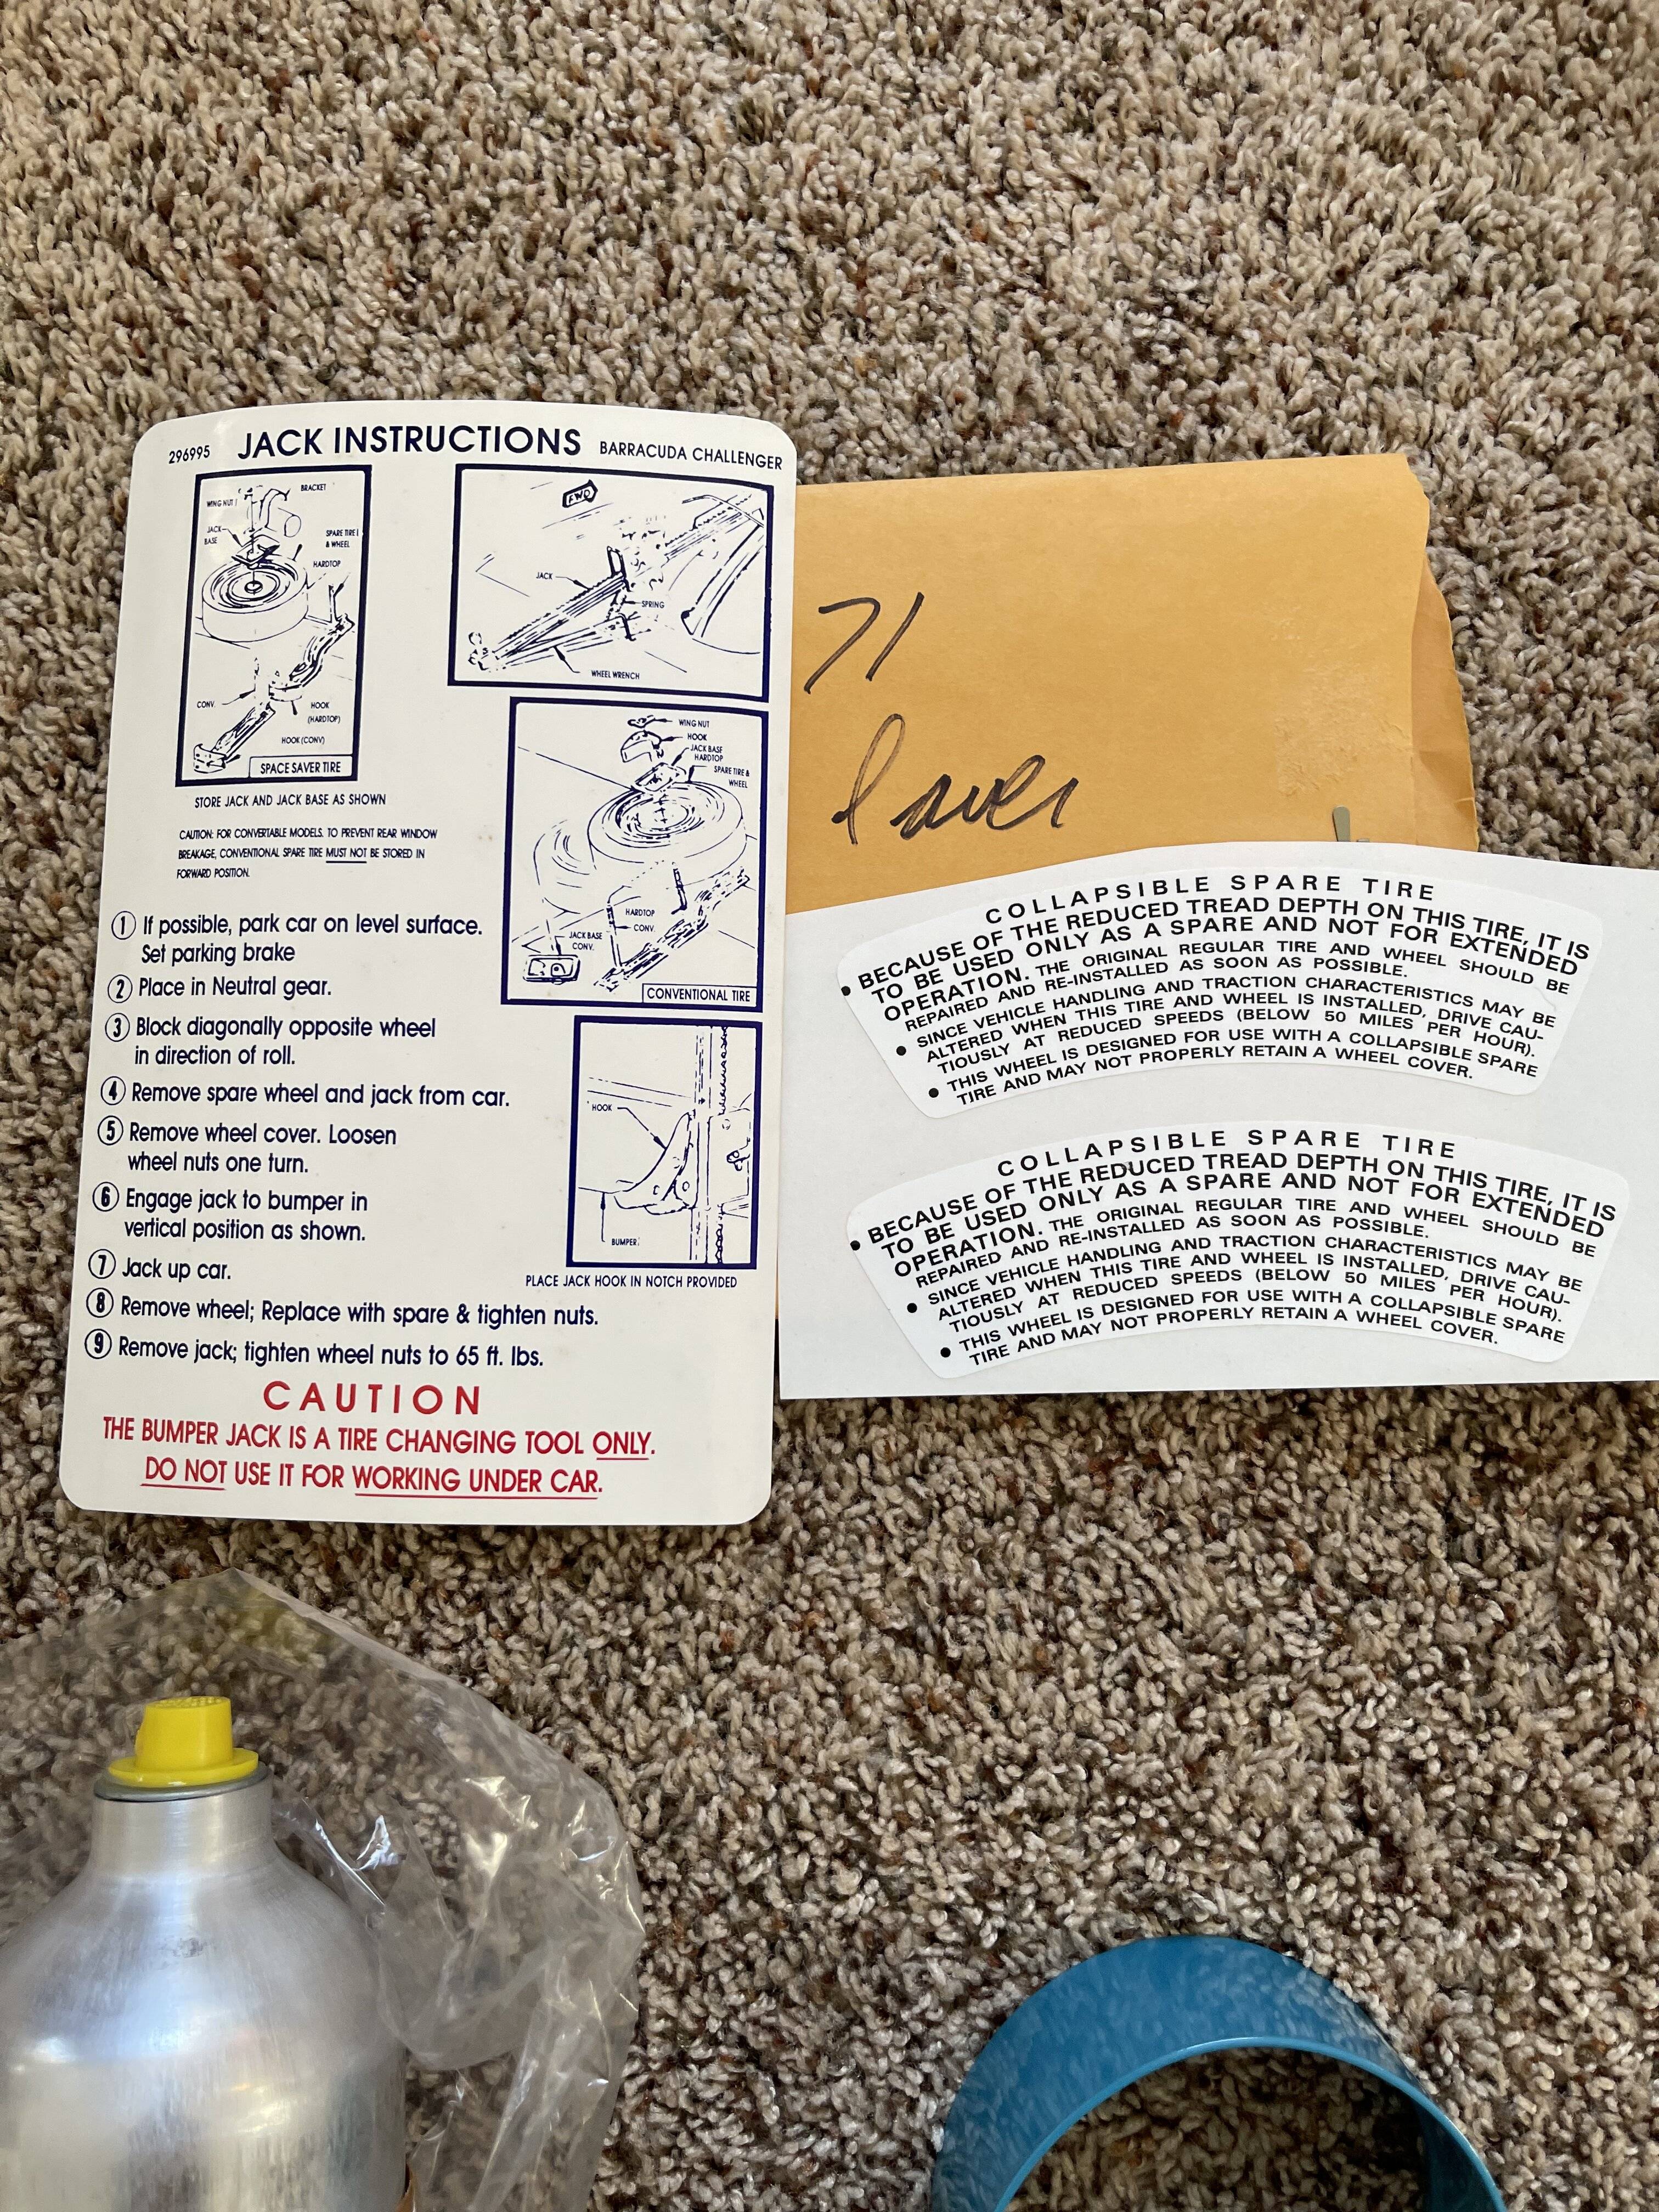 296995 JACK INSTRUCTIONS BARRACUDA CHALLENGER
WING NUT
BRACKET
JACK
BASE
SPARE TIRE
& WHEEL
HARDTOP
CONV.
HOOK
(HARDTOP)
HOOK (CONV)
SPACE SAVER TIRE
FWD
JACK
SPRING
WHEEL WRENCH
STORE JACK AND JACK BASE AS SHOWN
CAUTION: FOR CONVERTABLE MODELS. TO PREVENT REAR WINDOW
BREAKAGE, CONVENTIONAL SPARE TIRE MUST NOT BE STORED IN
FORWARD POSITION.
WING NUT
HOOK
JACK BASE
HARDTOP
SPARE TIRE &
WHEEL
HARDTOP
CONV.
JACK BASE
CONV.
CONVENTIONAL TIRE
1 If possible, park car on level surface.
Set parking brake
2 Place in Neutral gear.
3 Block diagonally opposite wheel
in direction of roll.
4 Remove spare wheel and jack from car.
5 Remove wheel cover. Loosen
wheel nuts one turn.
6 Engage jack to bumper in
vertical position as shown.
7 Jack up car.
8 Remove wheel; Replace with spare & tighten nuts.
9 Remove jack; tighten wheel nuts to 65 ft. lbs.
HOOK
BUMPER
PLACE JACK HOOK IN NOTCH PROVIDED
CAUTION
THE BUMPER JACK IS A TIRE CHANGING TOOL ONLY.
DO NOT USE IT FOR WORKING UNDER CAR.
71
COLLAPSIBLE SPARE TIRE
• BECAUSE OF THE REDUCED TREAD DEPTH ON THIS TIRE, IT IS
TO BE USED ONLY AS A SPARE AND NOT FOR EXTENDED
OPERATION. THE ORIGINAL REGULAR TIRE AND WHEEL SHOULD BE
REPAIRED AND RE-INSTALLED AS SOON AS POSSIBLE.
• SINCE VEHICLE HANDLING AND TRACTION CHARACTERISTICS MAY BE
ALTERED WHEN THIS TIRE AND WHEEL IS INSTALLED, DRIVE CAU-
TIOUSLY AT REDUCED SPEEDS (BELOW 50 MILES PER HOUR).
• THIS WHEEL IS DESIGNED FOR USE WITH A COLLAPSIBLE SPARE
TIRE AND MAY NOT PROPERLY RETAIN A WHEEL COVER.
COLLAPSIBLE SPARE TIRE
• BECAUSE OF THE REDUCED TREAD DEPTH ON THIS TIRE, IT IS
TO BE USED ONLY AS A SPARE AND NOT FOR EXTENDED
OPERATION. THE ORIGINAL REGULAR TIRE AND WHEEL SHOULD BE
REPAIRED AND RE-INSTALLED AS SOON AS POSSIBLE.
• SINCE VEHICLE HANDLING AND TRACTION CHARACTERISTICS MAY BE
ALTERED WHEN THIS TIRE AND WHEEL IS INSTALLED, DRIVE CAU-
TIOUSLY AT REDUCED SPEEDS (BELOW 50 MILES PER HOUR).
• THIS WHEEL IS DESIGNED FOR USE WITH A COLLAPSIBLE SPARE
TIRE AND MAY NOT PROPERLY RETAIN A WHEEL COVER.